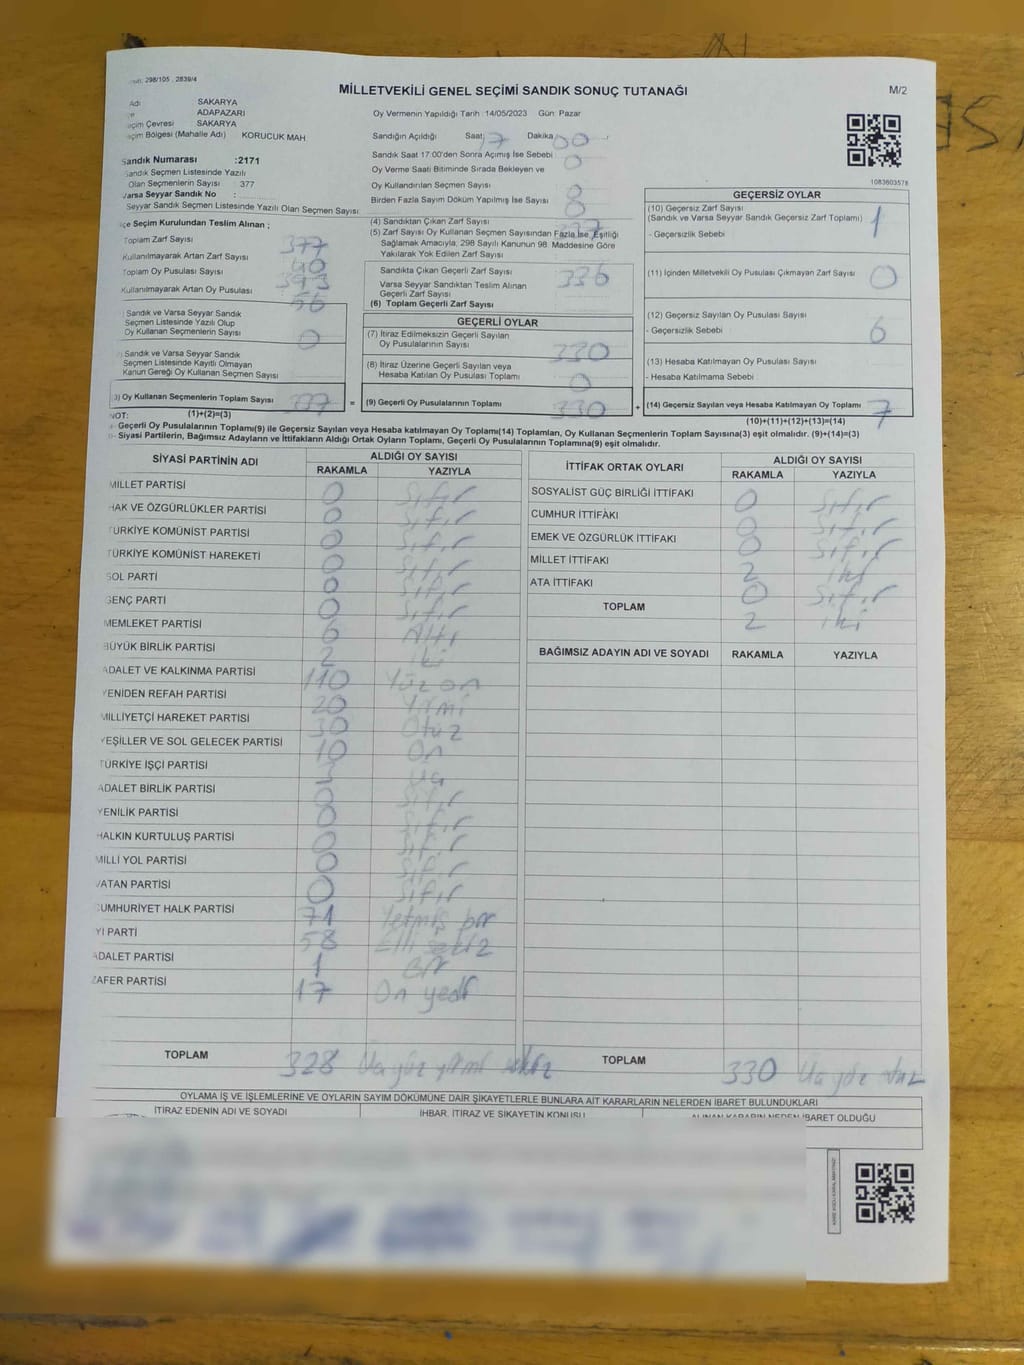 298/105 , 2839/4
MİLLETVEKİLİ GENEL SEÇİMİ SANDIK SONUÇ TUTANAĞI
M/2
Adı SAKARYA
ADAPAZARI
Seçim Çevresi SAKARYA
Seçim Bölgesi (Mahalle Adı) KORUCUK MAH
Sandık Numarası :2171
Sandık Seçmen Listesinde Yazılı
Olan Seçmenlerin Sayısı 377
Varsa Seyyar Sandık No :
Seyyar Sandık Seçmen Listesinde Yazılı Olan Seçmen Sayısı
Oy Vermenin Yapıldığı Tarih 14/05/2023 Gün: Pazar
Sandığın Açıldığı Saat 17 Dakika 00
Sandık Saat 17:00'den Sonra Açılmış İse Sebebi
Oy Verme Saati Bitiminde Sırada Bekleyen ve 0
Oy Kullandırılan Seçmen Sayısı
Birden Fazla Sayım Döküm Yapılmış İse Sayısı
1083603578
İlçe Seçim Kurulundan Teslim Alınan ;
Toplam Zarf Sayısı 377
Kullanılmayarak Artan Zarf Sayısı 40
Toplam Oy Pusulası Sayısı 393
Kullanılmayarak Artan Oy Pusulası 56
Sandık ve Varsa Seyyar Sandık
Seçmen Listesinde Yazılı Olup
Oy Kullanan Seçmenlerin Sayısı
0
Sandık ve Varsa Seyyar Sandık
Seçmen Listesinde Kayıtlı Olmayan
Kanun Gereği Oy Kullanan Seçmen Sayısı
3) Oy Kullanan Seçmenlerin Toplam Sayısı 337
=
NOT: (1)+(2)=(3)
(4) Sandıktan Çıkan Zarf Sayısı 337
(5) Zarf Sayısı Oy Kullanan Seçmen Sayısından Fazla İse, Eşitliği
Sağlamak Amacıyla, 298 Sayılı Kanunun 98. Maddesine Göre
Yakılarak Yok Edilen Zarf Sayısı
Sandıkta Çıkan Geçerli Zarf Sayısı 336
Varsa Seyyar Sandıktan Teslim Alınan
Geçerli Zarf Sayısı
(6) Toplam Geçerli Zarf Sayısı
GEÇERLİ OYLAR
(7) İtiraz Edilmeksizin Geçerli Sayılan
Oy Pusulalarının Sayısı 330
(8) İtiraz Üzerine Geçerli Sayılan veya
Hesaba Katılan Oy Pusulası Toplamı 0
(9) Geçerli Oy Pusulalarının Toplamı 330
+
GEÇERSİZ OYLAR
(10) Geçersiz Zarf Sayısı
(Sandık ve Varsa Seyyar Sandık Geçersiz Zarf Toplamı) 1
- Geçersizlik Sebebi
(11) İçinden Milletvekili Oy Pusulası Çıkmayan Zarf Sayısı 0
(12) Geçersiz Sayılan Oy Pusulası Sayısı
- Geçersizlik Sebebi 6
(13) Hesaba Katılmayan Oy Pusulası Sayısı
- Hesaba Katılmama Sebebi
(14) Geçersiz Sayılan veya Hesaba Katılmayan Oy Toplamı 7
(10)+(11)+(12)+(13)=(14)
- Geçerli Oy Pusulalarının Toplamı(9) ile Geçersiz Sayılan veya Hesaba katılmayan Oy Toplamı(14) Toplamları, Oy Kullanan Seçmenlerin Toplam Sayısına(3) eşit olmalıdır. (9)+(14)=(3)
- Siyasi Partilerin, Bağımsız Adayların ve İttifakların Aldığı Ortak Oyların Toplamı, Geçerli Oy Pusulalarının Toplamına(9) eşit olmalıdır.
SİYASİ PARTİNİN ADI ALDIĞI OY SAYISI
RAKAMLA YAZIYLA
MİLLET PARTİSİ 0 Sıfır
HAK VE ÖZGÜRLÜKLER PARTİSİ 0 Sıfır
TÜRKİYE KOMÜNİST PARTİSİ 0 Sıfır
TÜRKİYE KOMÜNİST HAREKETİ 0 Sıfır
SOL PARTİ 0 Sıfır
GENÇ PARTİ 0 Sıfır
MEMLEKET PARTİSİ 6 Altı
BÜYÜK BİRLİK PARTİSİ 2 iki
ADALET VE KALKINMA PARTİSİ 110 Yüz on
YENİDEN REFAH PARTİSİ 20 Yirmi
MİLLİYETÇİ HAREKET PARTİSİ 30 Otuz
YEŞİLLER VE SOL GELECEK PARTİSİ 10 On
TÜRKİYE İŞÇİ PARTİSİ 3 Üç
ADALET BİRLİK PARTİSİ 0 Sıfır
YENİLİK PARTİSİ 0 Sıfır
HALKIN KURTULUŞ PARTİSİ 0 Sıfır
MİLLİ YOL PARTİSİ 0 Sıfır
VATAN PARTİSİ 0 Sıfır
CUMHURİYET HALK PARTİSİ 71 Yetmiş bir
İYİ PARTİ 58 Elli sekiz
ADALET PARTİSİ 1 Bir
ZAFER PARTİSİ 17 On yedi
TOPLAM 328 Üç yüz yirmi sekiz
İTTİFAK ORTAK OYLARI ALDIĞI OY SAYISI
RAKAMLA YAZIYLA
SOSYALİST GÜÇ BİRLİĞİ İTTİFAKI 0 Sıfır
CUMHUR İTTİFAKI 0 Sıfır
EMEK VE ÖZGÜRLÜK İTTİFAKI 0 Sıfır
MİLLET İTTİFAKI 2 iki
ATA İTTİFAKI 0 Sıfır
TOPLAM 2 iki
BAĞIMSIZ ADAYIN ADI VE SOYADI RAKAMLA YAZIYLA
TOPLAM 330 Üç yüz otuz
OYLAMA İŞ VE İŞLEMLERİNE VE OYLARIN SAYIM DÖKÜMÜNE DAİR ŞİKAYETLERLE BUNLARA AİT KARARLARIN NELERDEN İBARET BULUNDUKLARI
İTİRAZ EDENİN ADI VE SOYADI İHBAR, İTİRAZ VE ŞİKAYETİN KONUSU ALINAN KARARIN NEDEN İBARET OLDUĞU